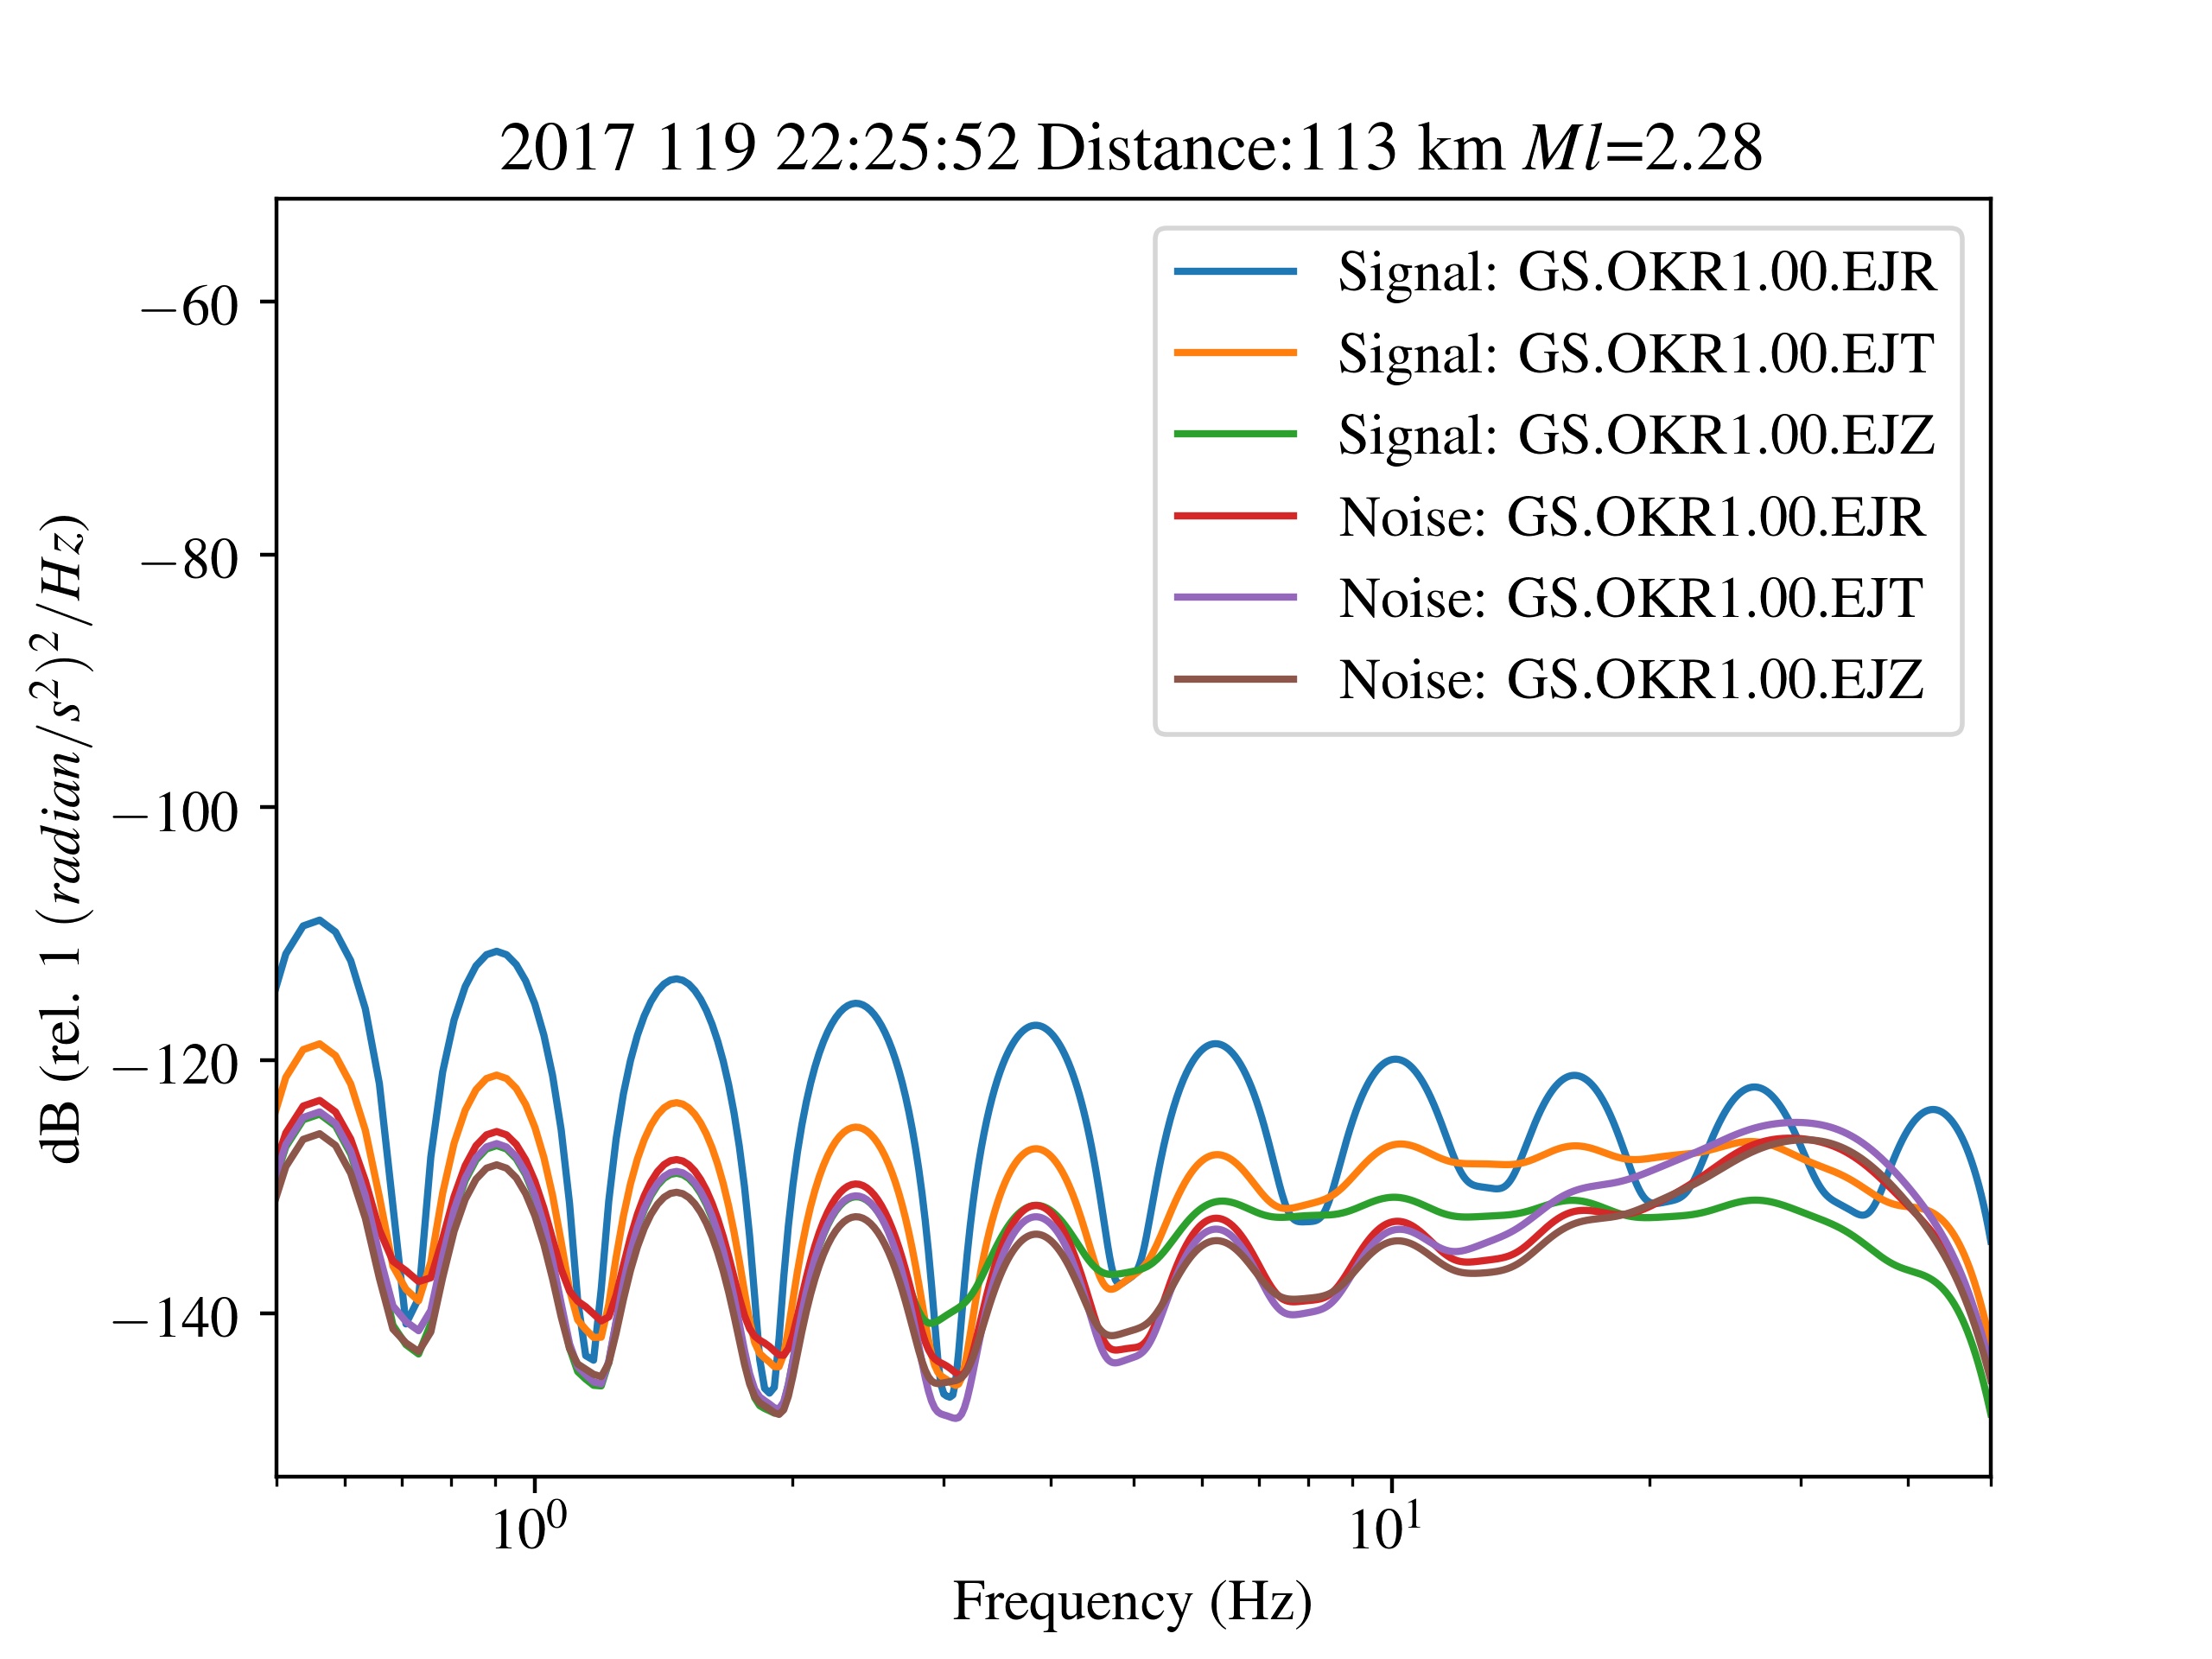 2017 119 22:25:52 Distance:113 km Ml=2.28
Signal: GS.OKR1.00.EJR
Signal: GS.OKR1.00.EJT
Signal: GS.OKR1.00.EJZ
Noise: GS.OKR1.00.EJR
Noise: GS.OKR1.00.EJT
Noise: GS.OKR1.00.EJZ
dB (rel. 1 (radian/s²)²/Hz)
−60
−80
−100
−120
−140
10⁰
10¹
Frequency (Hz)